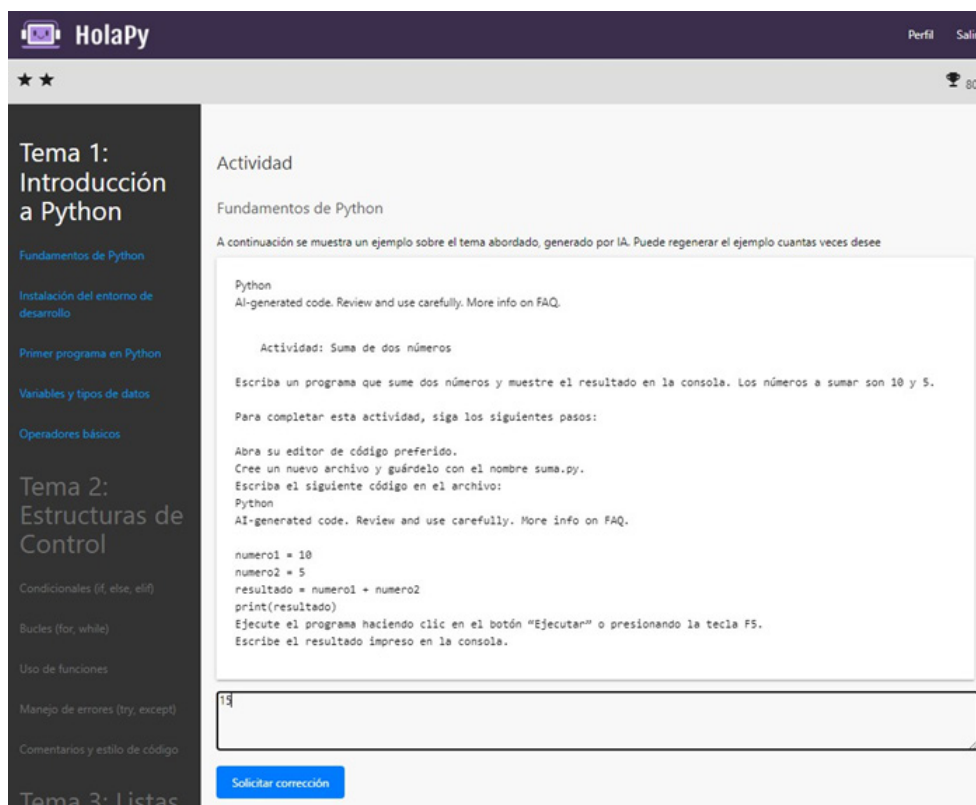 HolaPy
Perfil Sali
80
Tema 1:
Introducción
a Python
Fundamentos de Python
Instalación del entorno de
desarrollo
Primer programa en Python
Variables y tipos de datos
Operadores básicos
Tema 2:
Estructuras de
Control
Condicionales (if, else, elif)
Bucles (for, while)
Uso de funciones
Manejo de errores (try, except)
Comentarios y estilo de código
Tema 3: Listas
Actividad
Fundamentos de Python
A continuación se muestra un ejemplo sobre el tema abordado, generado por IA. Puede regenerar el ejemplo cuantas veces desee
Python
AI-generated code. Review and use carefully. More info on FAQ.
Actividad: Suma de dos números
Escriba un programa que sume dos números y muestre el resultado en la consola. Los números a sumar son 10 y 5.
Para completar esta actividad, siga los siguientes pasos:
Abra su editor de código preferido.
Cree un nuevo archivo y guárdelo con el nombre suma.py.
Escriba el siguiente código en el archivo:
Python
AI-generated code. Review and use carefully. More info on FAQ.
numero1 = 10
numero2 = 5
resultado = numero1 + numero2
print(resultado)
Ejecute el programa haciendo clic en el botón “Ejecutar” o presionando la tecla F5.
Escribe el resultado impreso en la consola.
15
Solicitar corrección